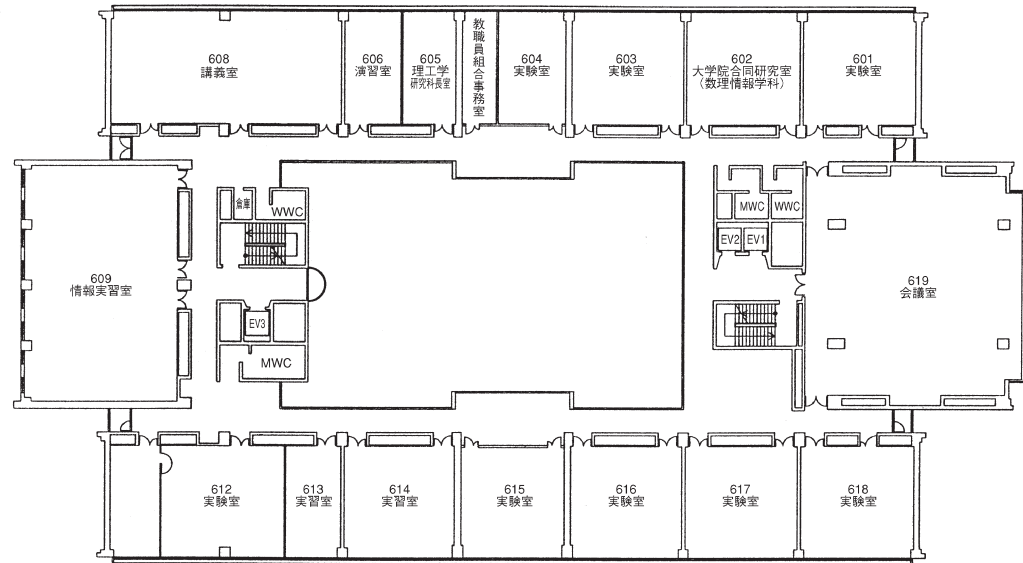 608
講義室
606
演習室
605
理工学
研究科長室
教職員組合事務室
604
実験室
603
実験室
602
大学院合同研究室
(数理情報学科)
601
実験室
倉庫
WWC
MWC
WWC
EV2
EV1
609
情報実習室
619
会議室
EV3
MWC
612
実験室
613
実習室
614
実習室
615
実験室
616
実験室
617
実験室
618
実験室